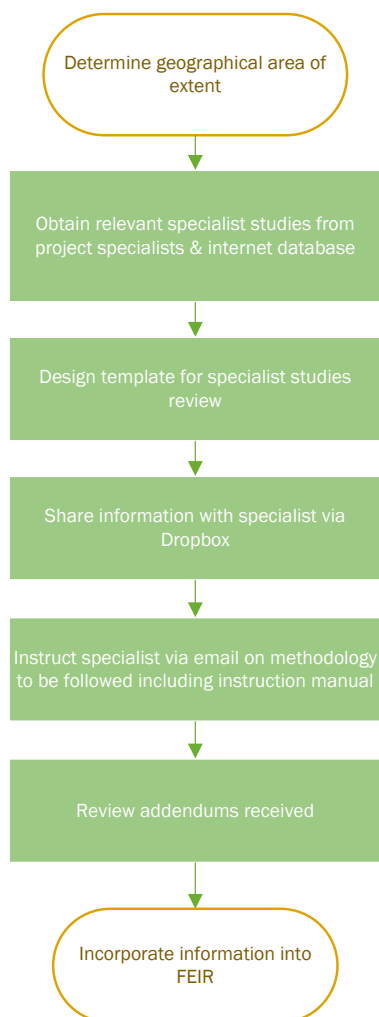 Determine geographical area of
extent
Obtain relevant specialist studies from
project specialists & internet database
Design template for specialist studies
review
Share information with specialist via
Dropbox
Instruct specialist via email on methodology
to be followed including instruction manual
Review addendums received
Incorporate information into
FEIR